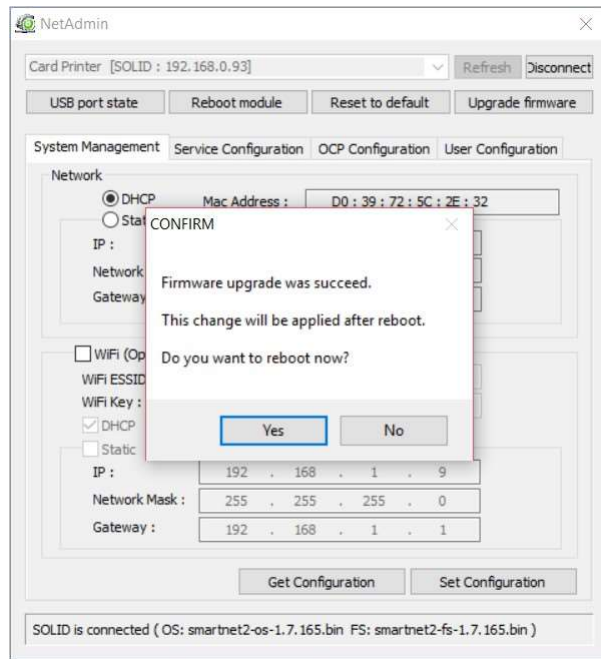 NetAdmin
Card Printer [SOLID : 192.168.0.93] Refresh Disconnect
USB port state Reboot module Reset to default Upgrade firmware
System Management Service Configuration OCP Configuration User Configuration
Network
DHCP Mac Address : D0 : 39 : 72 : 5C : 2E : 32
Stat
CONFIRM
IP :
Network
Gateway
Firmware upgrade was succeed.
This change will be applied after reboot.
Do you want to reboot now?
Yes No
WiFi (Op
WiFi ESSID
WiFi Key :
DHCP
Static
IP : 192 . 168 . 1 . 9
Network Mask : 255 . 255 . 255 . 0
Gateway : 192 . 168 . 1 . 1
Get Configuration Set Configuration
SOLID is connected ( OS: smartnet2-os-1.7.165.bin FS: smartnet2-fs-1.7.165.bin )